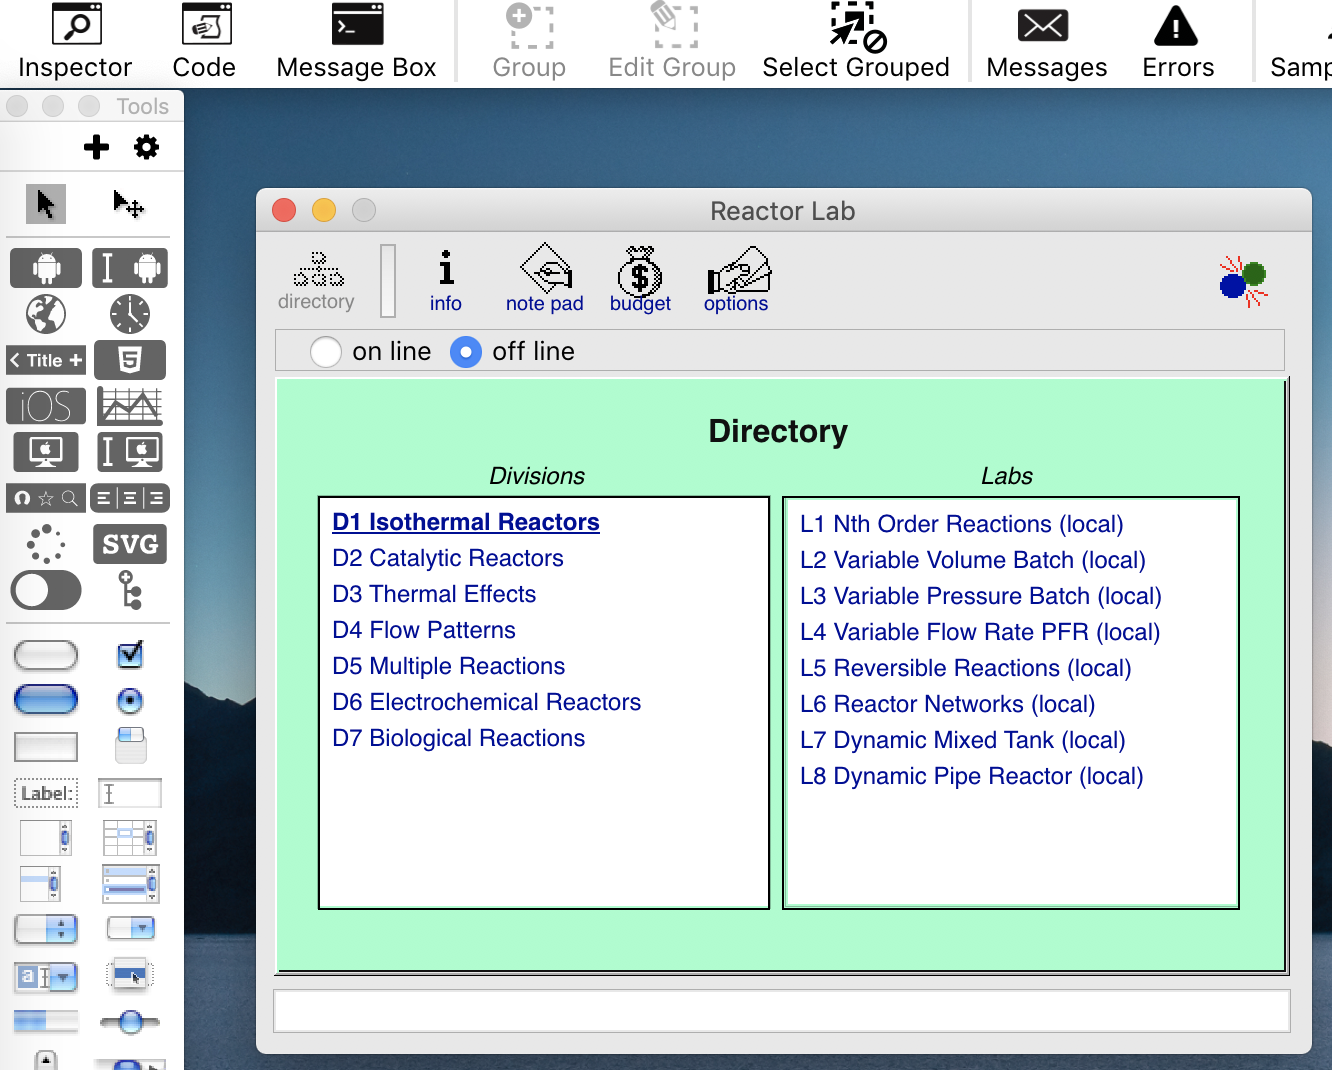 Inspector Code Message Box Group Edit Group Select Grouped Messages Errors
Tools
Title
iOS
SVG
Label:
a
Reactor Lab
directory info note pad budget options
on line off line
Directory
Divisions
D1 Isothermal Reactors
D2 Catalytic Reactors
D3 Thermal Effects
D4 Flow Patterns
D5 Multiple Reactions
D6 Electrochemical Reactors
D7 Biological Reactions
Labs
L1 Nth Order Reactions (local)
L2 Variable Volume Batch (local)
L3 Variable Pressure Batch (local)
L4 Variable Flow Rate PFR (local)
L5 Reversible Reactions (local)
L6 Reactor Networks (local)
L7 Dynamic Mixed Tank (local)
L8 Dynamic Pipe Reactor (local)